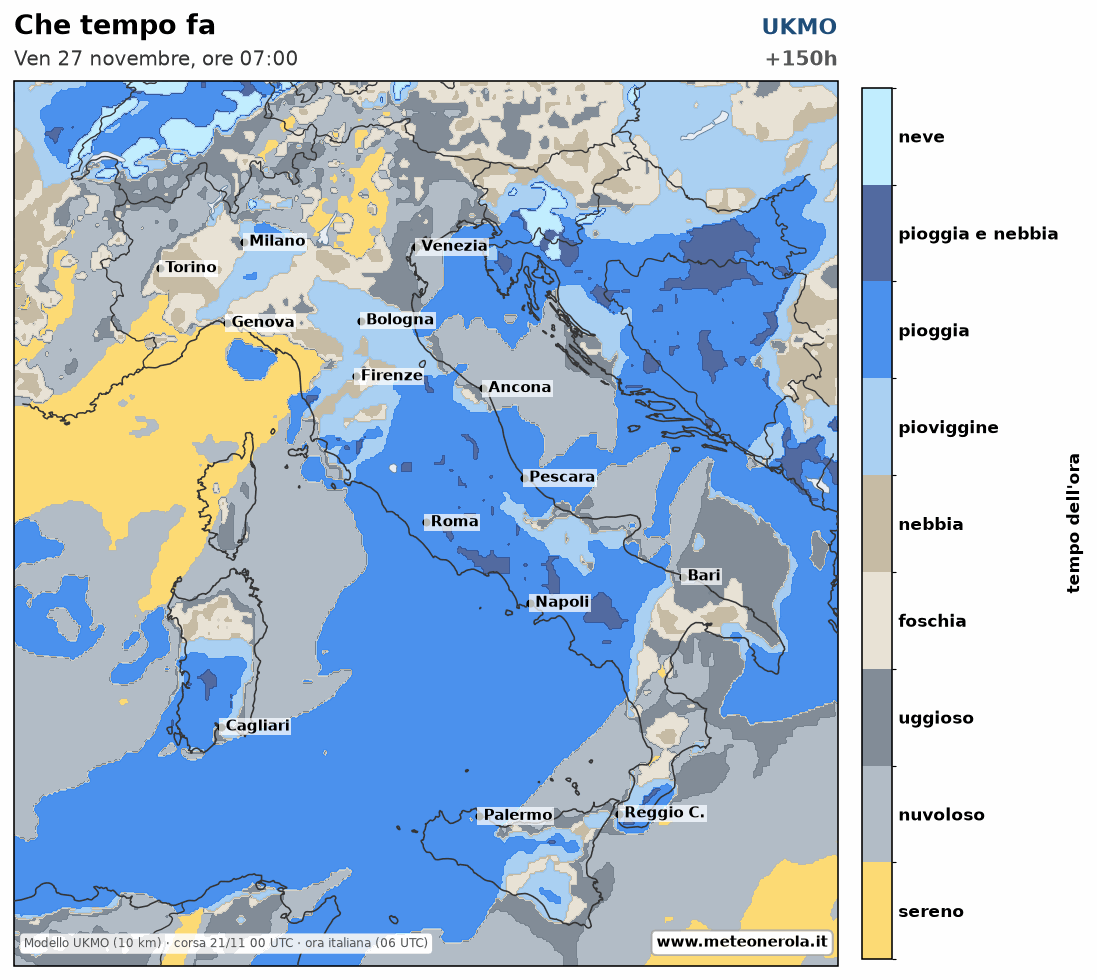 Che tempo fa
UKMO
Ven 27 novembre, ore 07:00
+150h
neve
pioggia e nebbia
pioggia
pioviggine
nebbia
foschia
uggioso
nuvoloso
sereno
tempo dell'ora
Milano
Venezia
Torino
Genova
Bologna
Firenze
Ancona
Pescara
Roma
Bari
Napoli
Cagliari
Palermo
Reggio C.
Modello UKMO (10 km) · corsa 21/11 00 UTC · ora italiana (06 UTC)
www.meteonerola.it